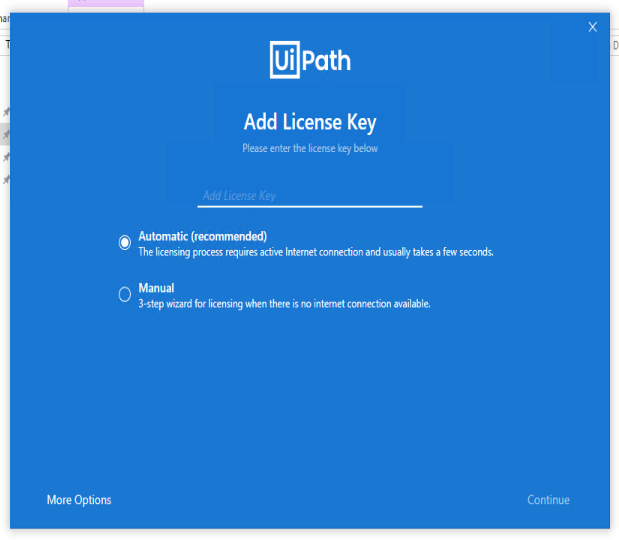 X
UiPath
Add License Key
Please enter the license key below
Add License Key
Automatic (recommended)
The licensing process requires active Internet connection and usually takes a few seconds.
Manual
3-step wizard for licensing when there is no internet connection available.
More Options
Continue